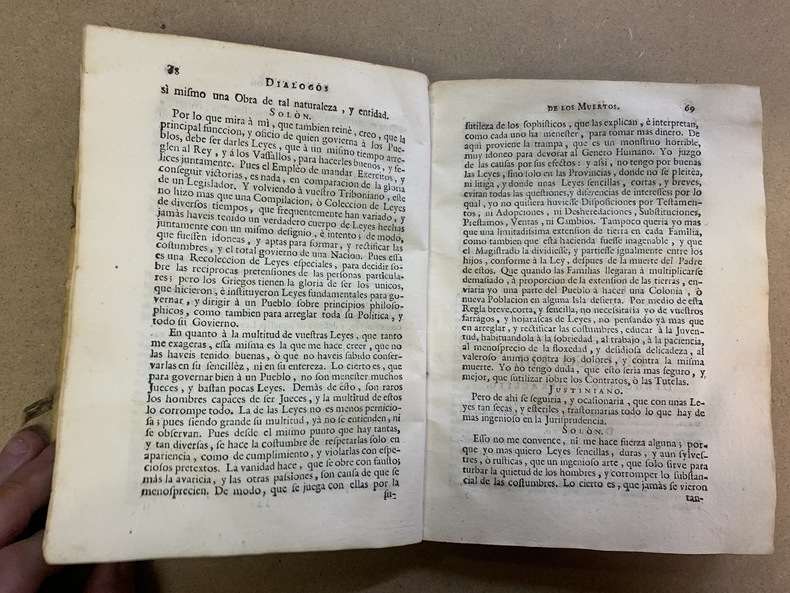 68
DIALOGOS
sì mismo una Obra de tal naturaleza , y entidad.
SOLÒN.
Por lo que mira à mì , que tambien reinè , creo , que la
principal funccion, y oficio de quien govierna à los Pue-
blos, debe ser darles Leyes , que à un mismo tiempo arre-
glen al Rey , y à los Vassallos, para hacerles buenos , y fe-
lices juntamente. Pues el Empleo de mandar Exercitos, y
conseguir victorias, es nada, en comparacion de la gloria
de un Legislador. Y volviendo à vuestro Triboniano , este
no hizo mas que una Compilacion, ò Coleccion de Leyes
de diversos tiempos , que frequentemente han variado , y
jamàs haveis tenido un verdadero cuerpo de Leyes hechas
juntamente con un mismo designio , è intento ; de modo,
que fuessen idoneas, y aptas para formar, y rectificar las
costumbres , y el total govierno de una Nacion. Pues essa
es una Recoleccion de Leyes especiales , para decidir so-
bre las reciprocas pretensiones de las personas particula-
res ; pero los Griegos tienen la gloria de ser los unicos,
que hicieron, è instituyeron Leyes fundamentales para go-
vernar , y dirigir à un Pueblo sobre principios philoso-
phicos, como tambien para arreglar toda su Politica , y
todo su Govierno.
En quanto à la multitud de vuestras Leyes , que tanto
me exageras , essa misma es la que me hace creer , que no
las haveis tenido buenas, ò que no haveis sabido conser-
varlas en su sencillèz , ni en su entereza. Lo cierto es , que
para governar bien à un Pueblo , no son menester muchos
Jueces , y bastan pocas Leyes. Demàs de esto , son raros
los hombres capaces de ser Jueces , y la multitud de estos
lo corrompe todo. La de las Leyes no es menos pernicio-
sa ; pues siendo grande su multitud, yà no se entienden, ni
se observan. Pues desde el mismo punto que hay tantas,
y tan diversas, se hace la costumbre de respetarlas solo en
apariencia , como de cumplimiento, y violarlas con espe-
ciosos pretextos. La vanidad hace, que se obre con faustos
màs la avaricia, y las otras passiones, son causa de que se
menosprecien. De modo, que se juega con ellas por la
su-
DE LOS MUERTOS.
69
sutileza de los sophisticos , que las explican , è interpretan,
como cada uno ha menester, para tomar mas dinero. De
aqui proviene la trampa , que es un monstruo horrible,
muy idoneo para devorar al Genero Humano. Yo juzgo
de las causas por sus efectos : y assi , no tengo por buenas
las Leyes, sino solo en las Provincias , donde no se pleitèa,
ni litiga , y donde unas Leyes sencillas , cortas , y breves,
evitan todas las questiones,y diferencias de interesses; por lo
qual , yo no quisiera huviesse Disposiciones por Testamen-
tos , ni Adopciones , ni Desheredaciones , Substituciones,
Prestamos , Ventas , ni Cambios. Tampoco querìa yo mas
que una limitadissima extension de tierra en cada Familia,
como tambien que esta hacienda fuesse inagenable , y que
el Magistrado la dividiesse, y partiesse igualmente entre los
hijos , conforme à la Ley , despues de la muerte del Padre
de estos. Que quando las Familias llegaràn à multiplicarse
demasiado , à proporcion de la extension de las tierras , en-
viaria yo una parte del Pueblo à hacer una Colonia , ò
nueva Poblacion en alguna Isla desierta. Por medio de esta
Regla breve,corta, y sencilla, no necesitaria yo de vuestros
farragos , y hojarascas de Leyes , no pensando yà mas que
en arreglar , y rectificar las costumbres, educar à la Juven-
tud, habituandola à la sobriedad , al trabajo , à la paciencia,
al menosprecio de la floxedad , y desidiosa delicadeza, al
valeroso animo contra los dolores , y contra la misma
muerte. Yo no tengo duda, que esto serìa mas seguro, y
mejor, que sutilizar sobre los Contratos, ò las Tutelas.
JUSTINIANO.
Pero de ahi se seguiria , y ocasionaria , que con unas Le-
yes tan secas, y esteriles, trastornarias todo lo que hay de
mas ingenioso en la Jurisprudencia.
SOLÒN.
Esso no me convence , ni me hace fuerza alguna ; por-
que yo mas quiero Leyes sencillas , duras , y aun sylves-
tres , ò rusticas , que un ingenioso arte , que solo sirve para
turbar la quietud de los hombres , y corromper lo substan-
cial de las costumbres. Lo cierto es , que jamàs se vieron
tan-